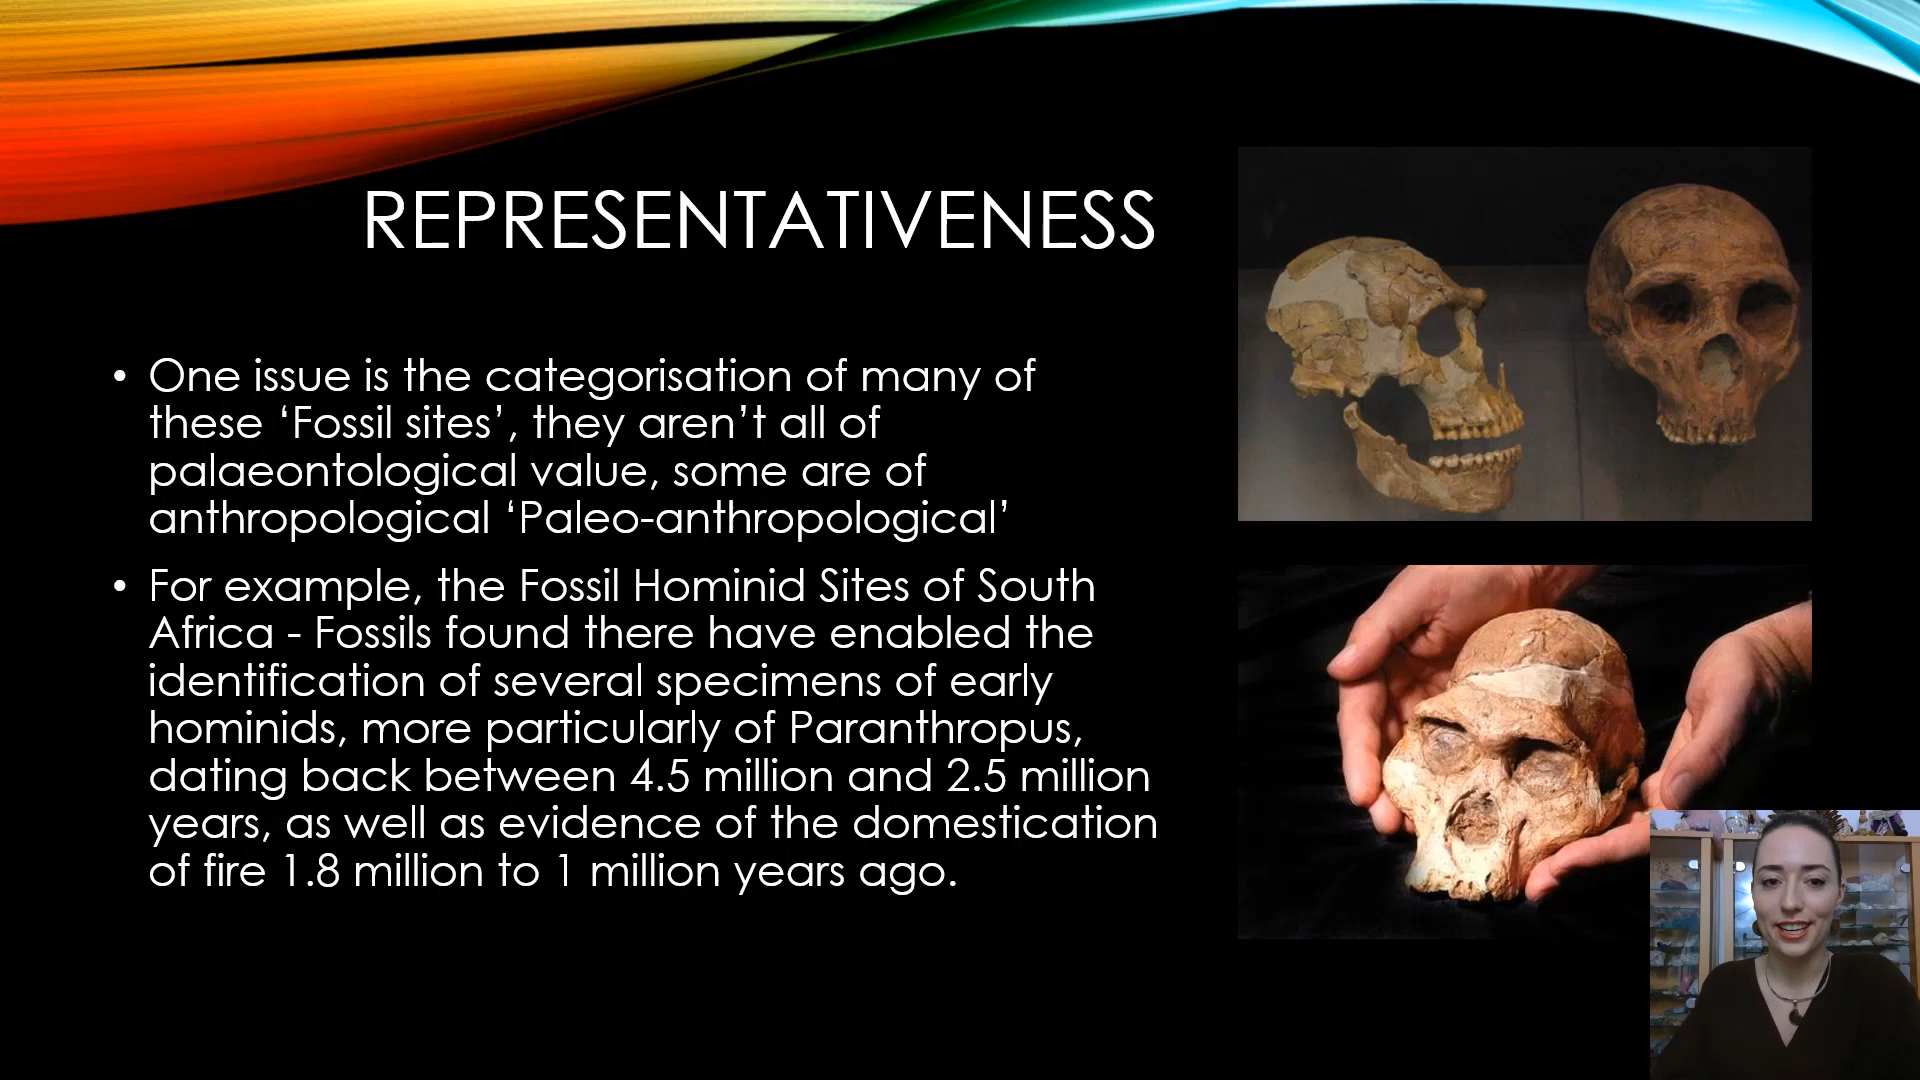 REPRESENTATIVENESS
• One issue is the categorisation of many of
these ‘Fossil sites’, they aren’t all of
palaeontological value, some are of
anthropological ‘Paleo-anthropological’
• For example, the Fossil Hominid Sites of South
Africa - Fossils found there have enabled the
identification of several specimens of early
hominids, more particularly of Paranthropus,
dating back between 4.5 million and 2.5 million
years, as well as evidence of the domestication
of fire 1.8 million to 1 million years ago.